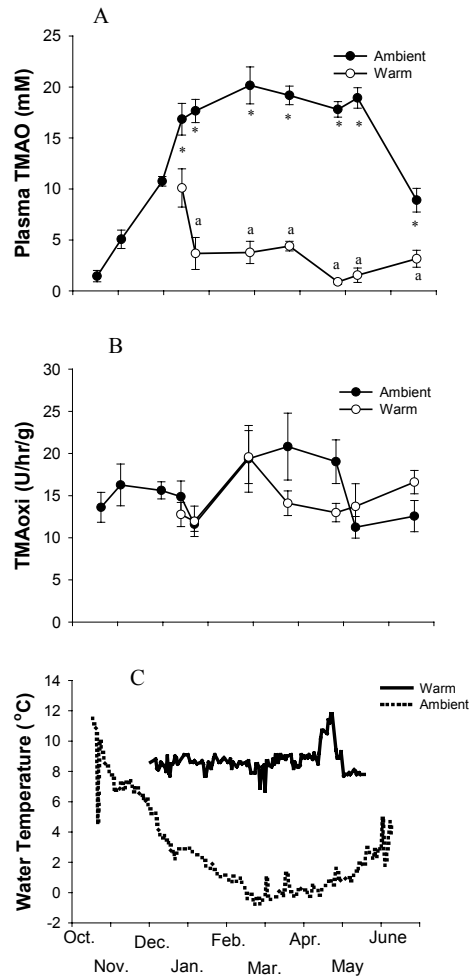 A
Ambient
Warm
Plasma TMAO (mM)
25
20
15
10
5
0
*
*
*
*
*
*
*
a
a
a
a
a
a
B
Ambient
Warm
TMAoxi (U/hr/g)
30
25
20
15
10
5
0
C
Warm
Ambient
Water Temperature (°C)
14
12
10
8
6
4
2
0
-2
Oct. Dec. Feb. Apr. June
Nov. Jan. Mar. May